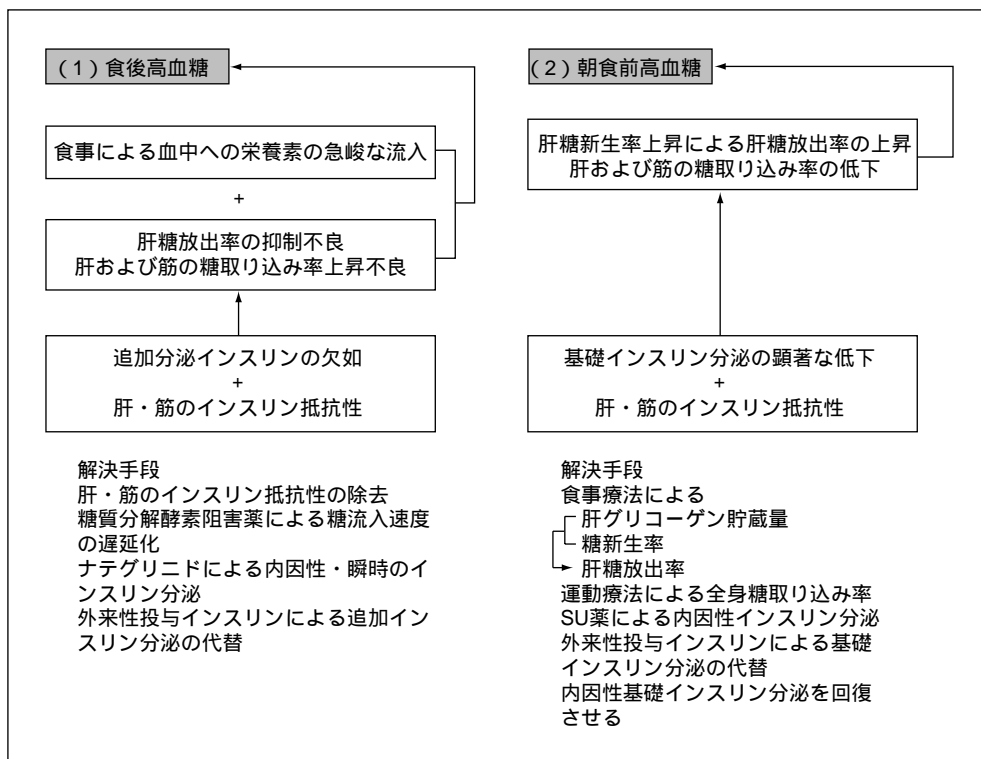 （1）食後高血糖
食事による血中への栄養素の急峻な流入
+
肝糖放出率の抑制不良
肝および筋の糖取り込み率上昇不良
追加分泌インスリンの欠如
+
肝・筋のインスリン抵抗性
解決手段
肝・筋のインスリン抵抗性の除去
糖質分解酵素阻害薬による糖流入速度
の遅延化
ナテグリニドによる内因性・瞬時のイ
ンスリン分泌
外来性投与インスリンによる追加イン
スリン分泌の代替
（2）朝食前高血糖
肝糖新生率上昇による肝糖放出率の上昇
肝および筋の糖取り込み率の低下
基礎インスリン分泌の顕著な低下
+
肝・筋のインスリン抵抗性
解決手段
食事療法による
肝グリコーゲン貯蔵量
糖新生率
肝糖放出率
運動療法による全身糖取り込み率
SU薬による内因性インスリン分泌
外来性投与インスリンによる基礎
インスリン分泌の代替
内因性基礎インスリン分泌を回復
させる